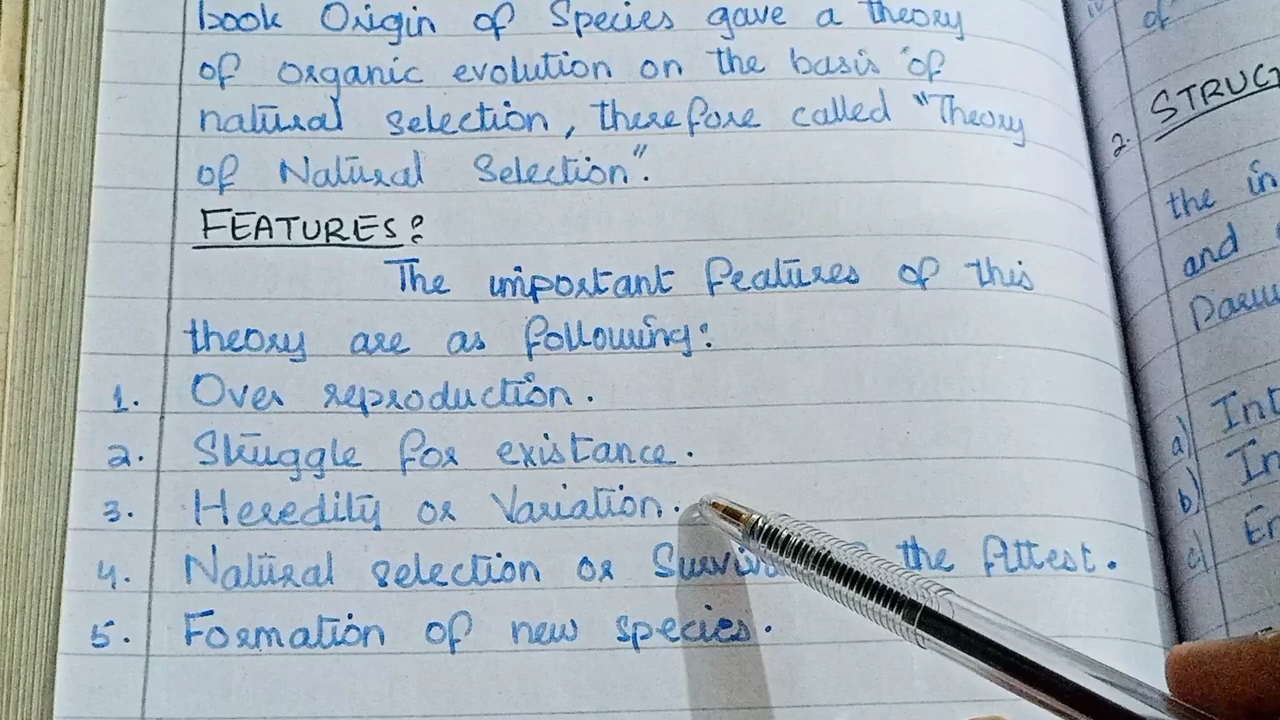 book Origin of Species gave a theory
of organic evolution on the basis of
natural selection, therefore called "Theory
of Natural Selection".
FEATURES:
The important features of this
theory are as following:
1. Over reproduction.
2. Struggle for existance.
3. Heredity or Variation.
4. Natural selection or the fittest.
5. Formation of new species.
of
2. STRUCT
the in
and
Darw
a) Int
b) In
c) En